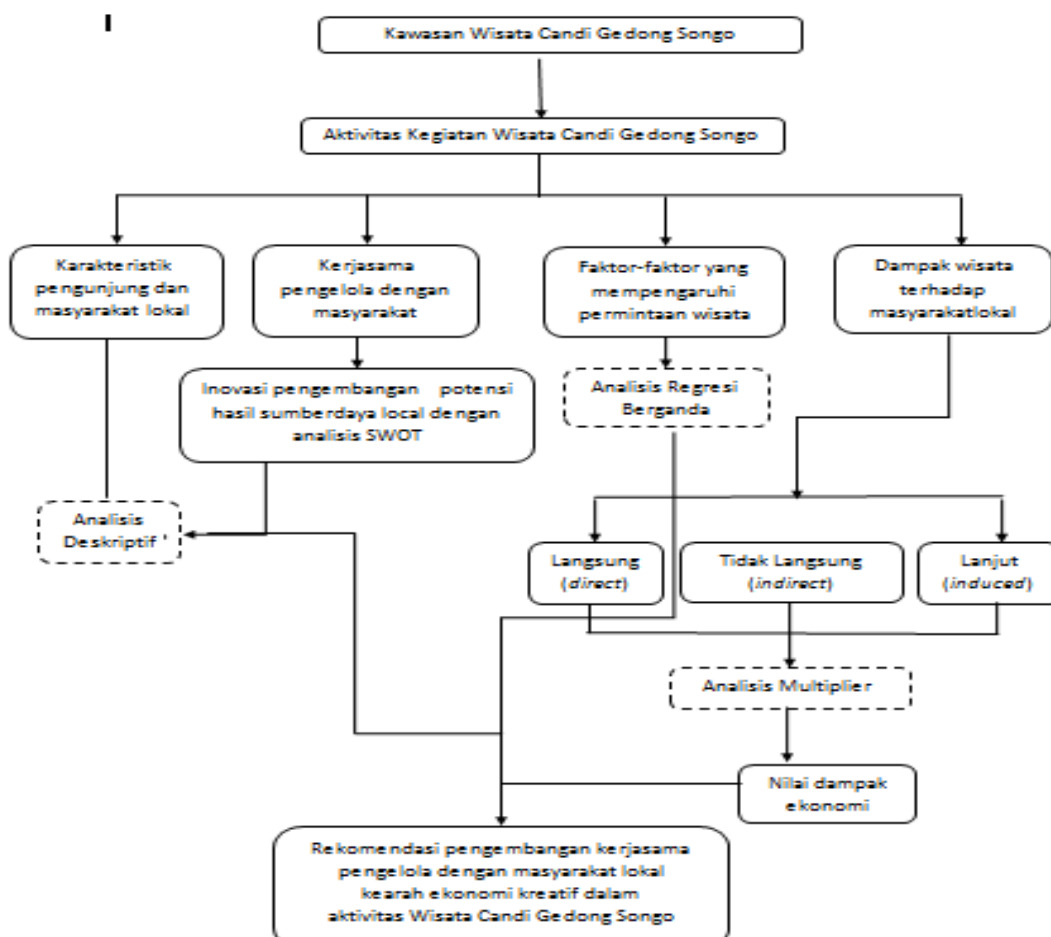 Kawasan Wisata Candi Gedong Songo
Aktivitas Kegiatan Wisata Candi Gedong Songo
Karakteristik
pengunjung dan
masyarakat lokal
Kerjasama
pengelola dengan
masyarakat
Faktor-faktor yang
mempengaruhi
permintaan wisata
Dampak wisata
terhadap
masyarakatlokal
Inovasi pengembangan potensi
hasil sumberdaya local dengan
analisis SWOT
Analisis Regresi
Berganda
Analisis
Deskriptif '
Langsung
(direct)
Tidak Langsung
(indirect)
Lanjut
(induced)
Analisis Multiplier
Nilai dampak
ekonomi
Rekomendasi pengembangan kerjasama
pengelola dengan masyarakat lokal
kearah ekonomi kreatif dalam
aktivitas Wisata Candi Gedong Songo